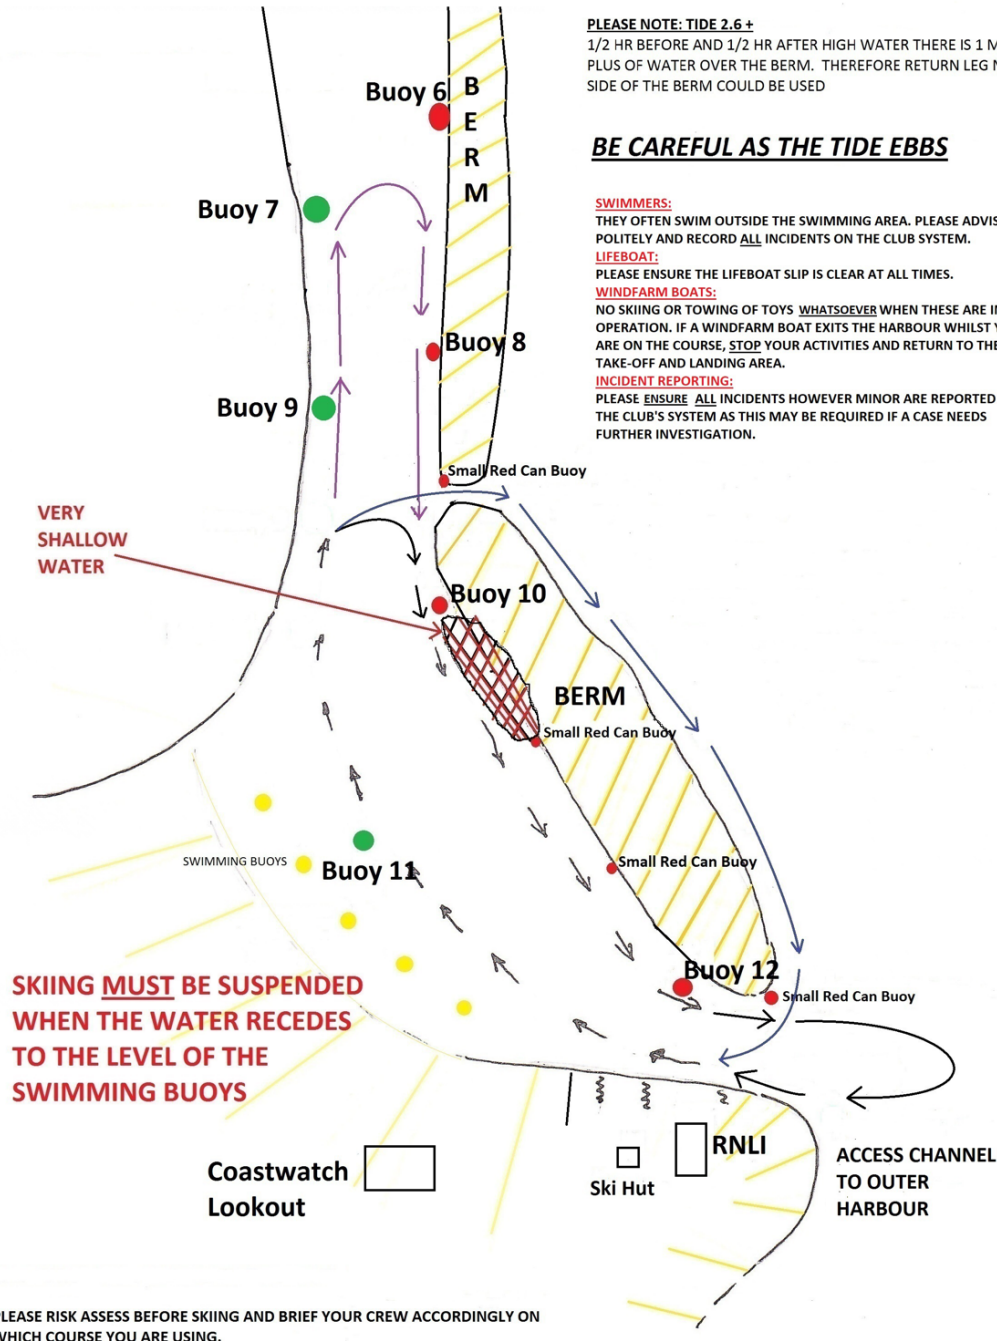 PLEASE NOTE: TIDE 2.6 +
1/2 HR BEFORE AND 1/2 HR AFTER HIGH WATER THERE IS 1
PLUS OF WATER OVER THE BERM. THEREFORE RETURN LEG
SIDE OF THE BERM COULD BE USED
BE CAREFUL AS THE TIDE EBBS
SWIMMERS:
THEY OFTEN SWIM OUTSIDE THE SWIMMING AREA. PLEASE ADVIS
POLITELY AND RECORD ALL INCIDENTS ON THE CLUB SYSTEM.
LIFEBOAT:
PLEASE ENSURE THE LIFEBOAT SLIP IS CLEAR AT ALL TIMES.
WINDFARM BOATS:
NO SKIING OR TOWING OF TOYS WHATSOEVER WHEN THESE ARE IN
OPERATION. IF A WINDFARM BOAT EXITS THE HARBOUR WHILST
ARE ON THE COURSE, STOP YOUR ACTIVITIES AND RETURN TO THE
TAKE-OFF AND LANDING AREA.
INCIDENT REPORTING:
PLEASE ENSURE ALL INCIDENTS HOWEVER MINOR ARE REPORTED
THE CLUB'S SYSTEM AS THIS MAY BE REQUIRED IF A CASE NEEDS
FURTHER INVESTIGATION.
Buoy 6
B
E
R
M
Buoy 7
Buoy 8
Buoy 9
Small Red Can Buoy
VERY
SHALLOW
WATER
Buoy 10
BERM
Small Red Can Buoy
SWIMMING BUOYS
Buoy 11
Small Red Can Buoy
Buoy 12
Small Red Can Buoy
SKIING MUST BE SUSPENDED
WHEN THE WATER RECEDES
TO THE LEVEL OF THE
SWIMMING BUOYS
Coastwatch
Lookout
Ski Hut
RNLI
ACCESS CHANNEL
TO OUTER
HARBOUR
PLEASE RISK ASSESS BEFORE SKIING AND BRIEF YOUR CREW ACCORDINGLY ON
WHICH COURSE YOU ARE USING.